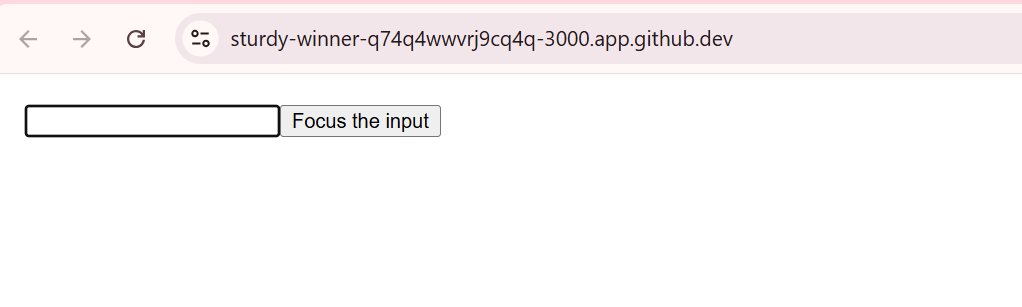 sturdy-winner-q74q4wwvrj9cq4q-3000.app.github.dev
Focus the input